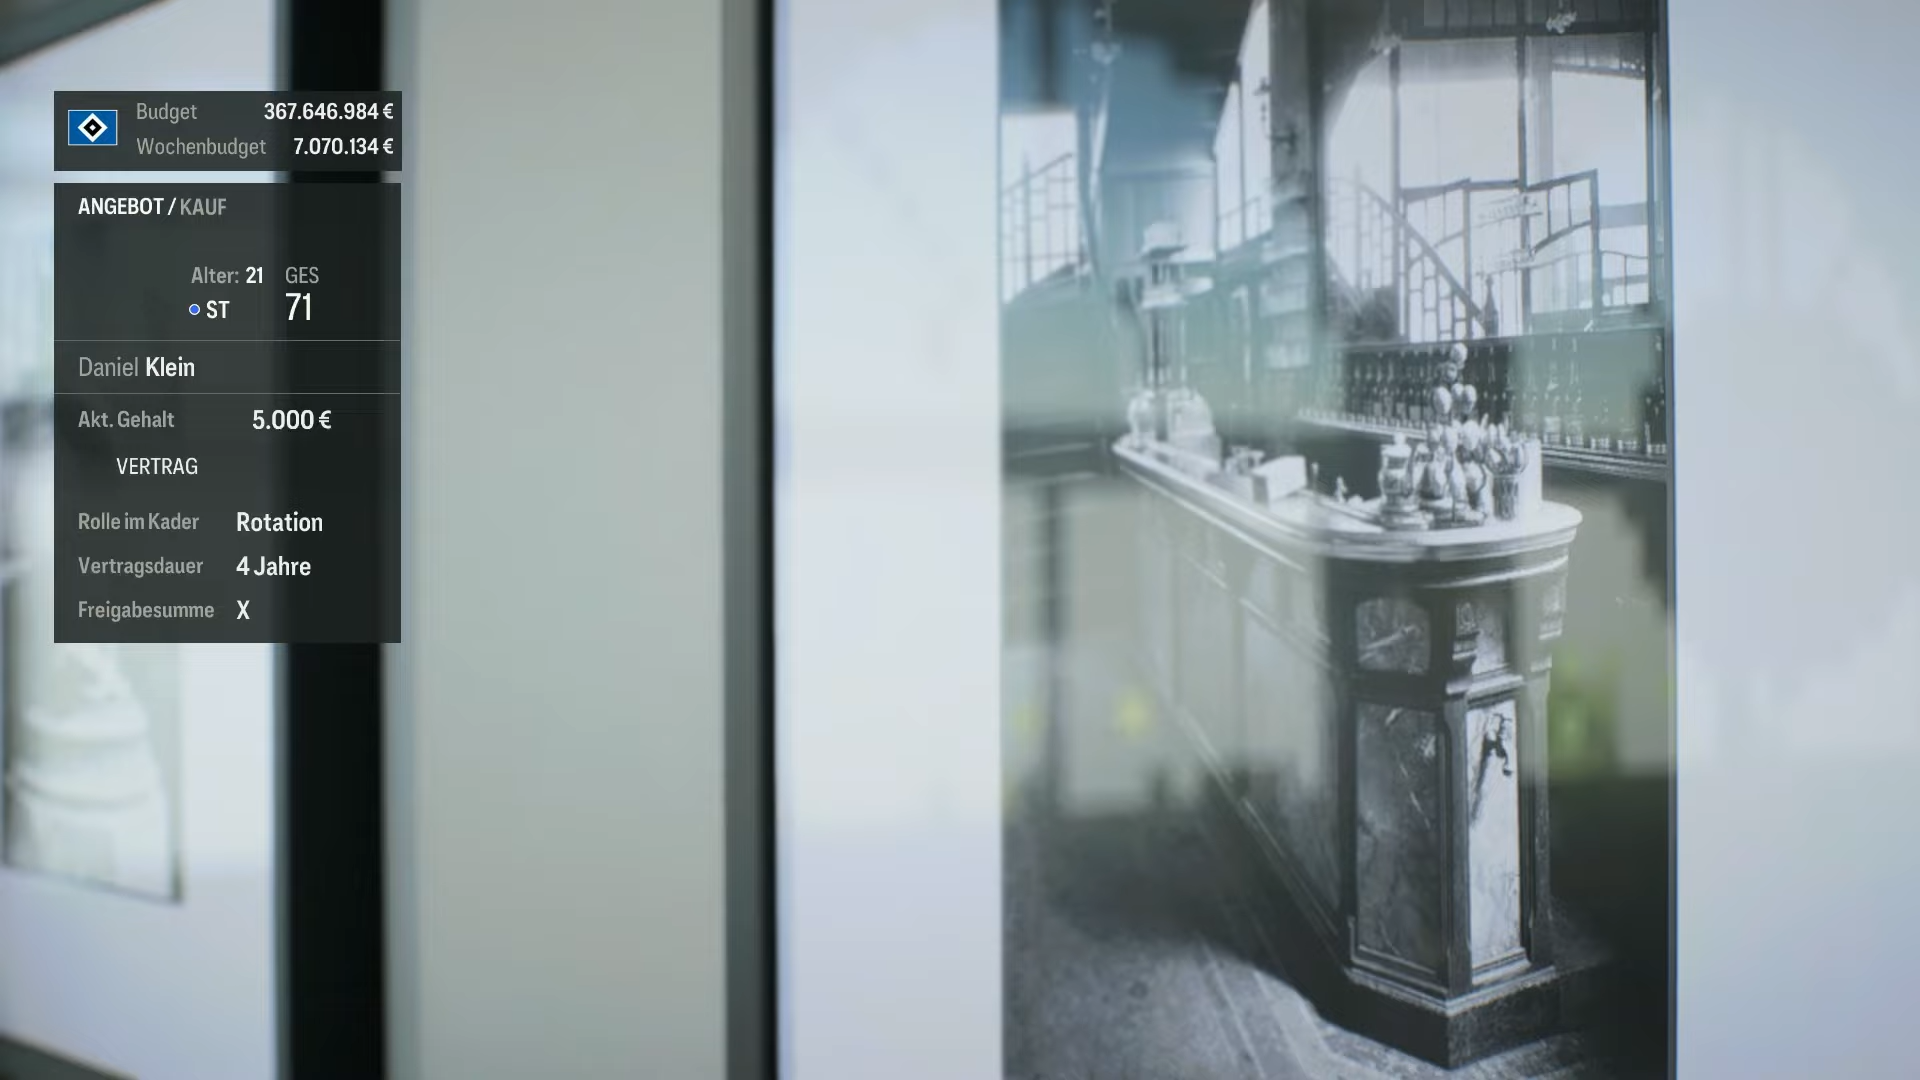 Budget 367.646.984 €
Wochenbudget 7.070.134 €
ANGEBOT / KAUF
Alter: 21 GES
ST 71
Daniel Klein
Akt. Gehalt 5.000 €
VERTRAG
Rolle im Kader Rotation
Vertragsdauer 4 Jahre
Freigabesumme X